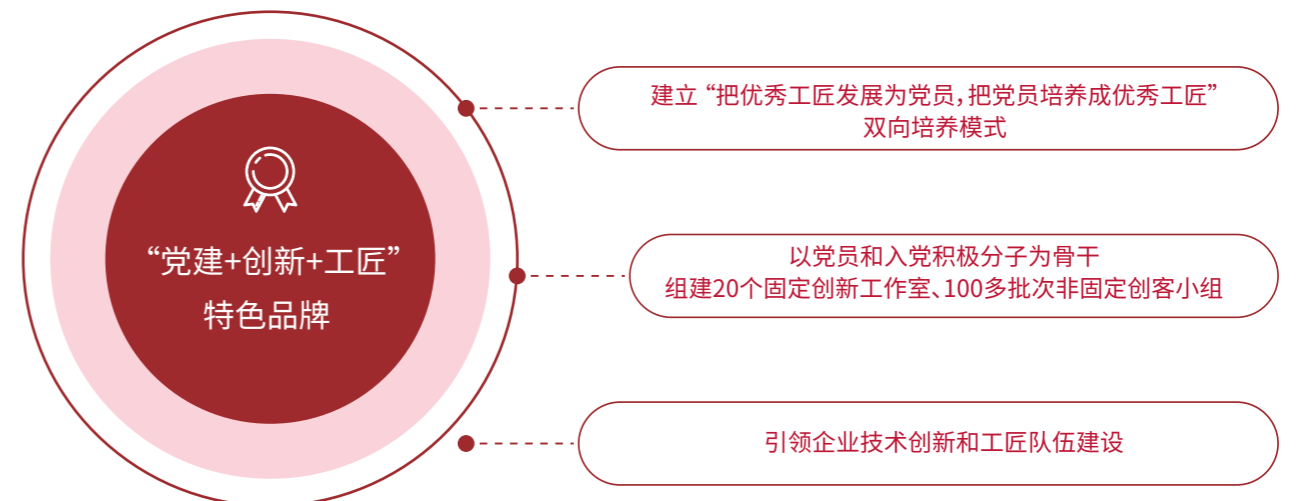 “党建+创新+工匠”
特色品牌
建立“把优秀工匠发展为党员，把党员培养成优秀工匠”
双向培养模式
以党员和入党积极分子为骨干
组建20个固定创新工作室、100多批次非固定创客小组
引领企业技术创新和工匠队伍建设